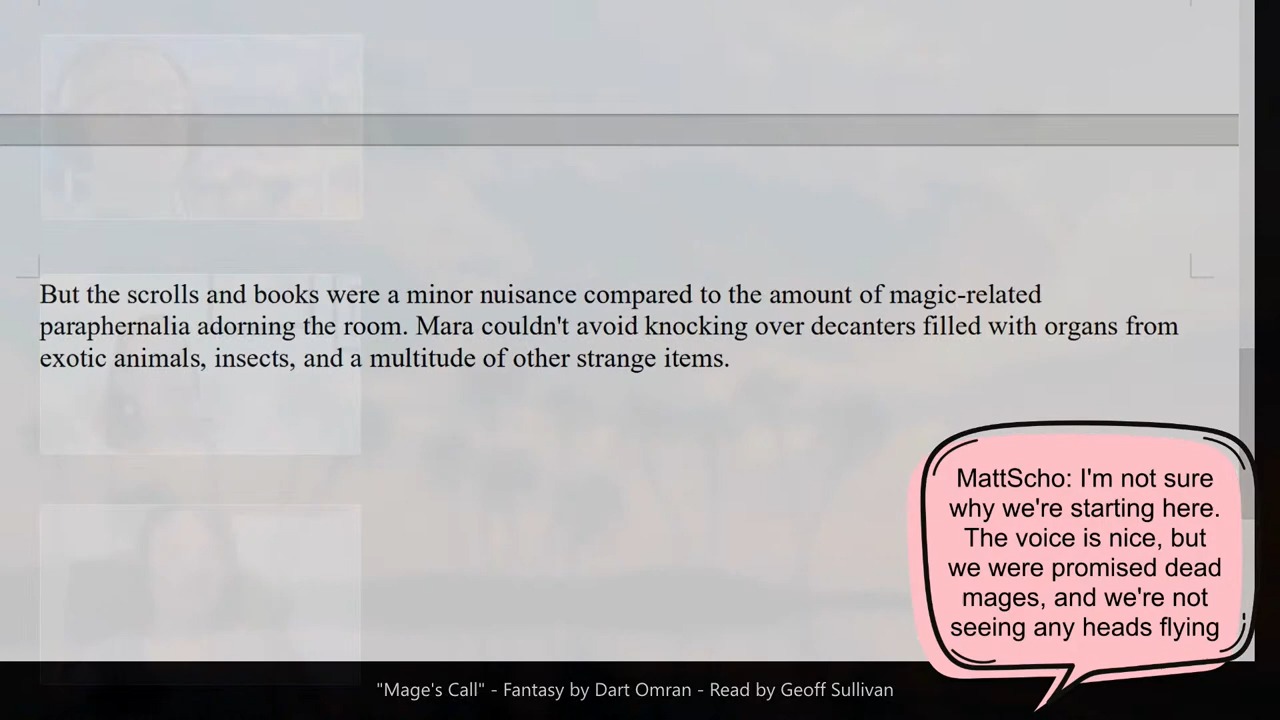 But the scrolls and books were a minor nuisance compared to the amount of magic-related
paraphernalia adorning the room. Mara couldn't avoid knocking over decanters filled with organs from
exotic animals, insects, and a multitude of other strange items.
MattScho: I'm not sure
why we're starting here.
The voice is nice, but
we were promised dead
mages, and we're not
seeing any heads flying
"Mage's Call" - Fantasy by Dart Omran - Read by Geoff Sullivan